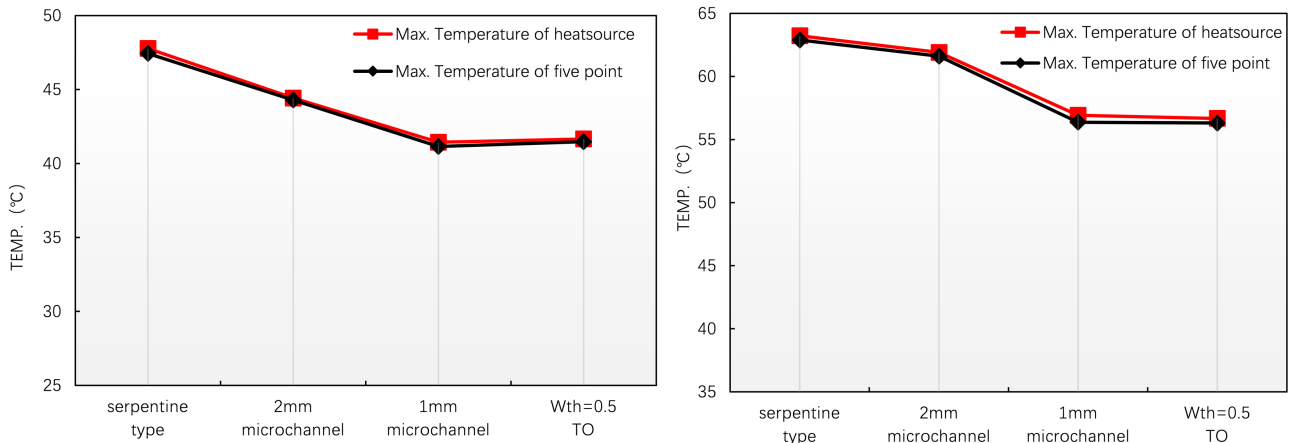 50
45
40
35
30
25
TEMP. (℃)
Max. Temperature of heatsource
Max. Temperature of five point
serpentine
type
2mm
microchannel
1mm
microchannel
Wth=0.5
TO
65
60
55
50
45
40
35
TEMP. (℃)
Max. Temperature of heatsource
Max. Temperature of five point
serpentine
type
2mm
microchannel
1mm
microchannel
Wth=0.5
TO